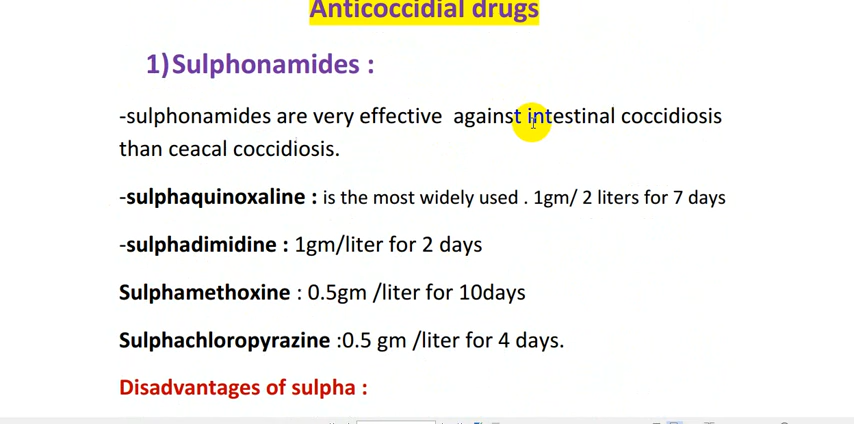 Anticoccidial drugs
1)Sulphonamides :
-sulphonamides are very effective against intestinal coccidiosis
than ceacal coccidiosis.
-sulphaquinoxaline : is the most widely used . 1gm/ 2 liters for 7 days
-sulphadimidine : 1gm/liter for 2 days
Sulphamethoxine : 0.5gm /liter for 10days
Sulphachloropyrazine :0.5 gm /liter for 4 days.
Disadvantages of sulpha :